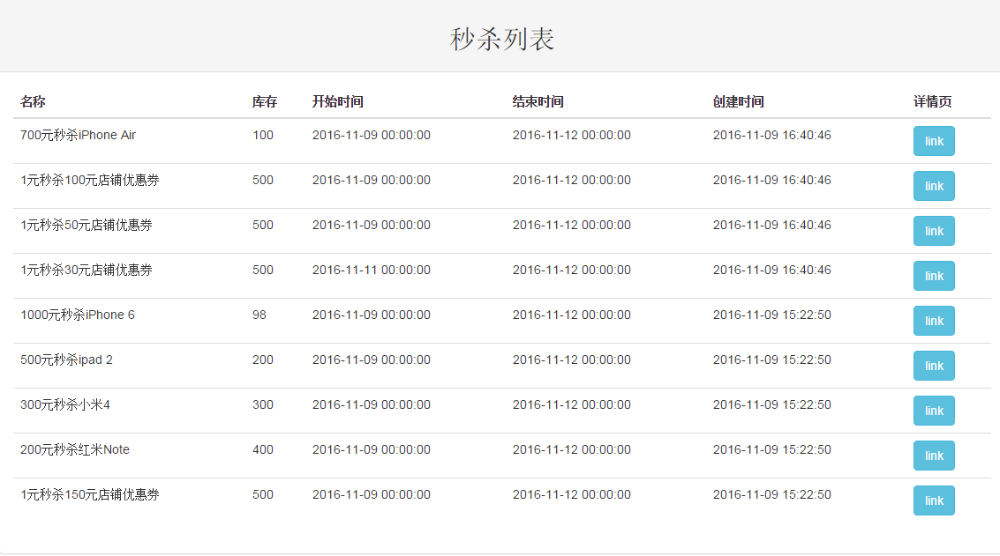 秒杀列表
名称 库存 开始时间 结束时间 创建时间 详情页
700元秒杀iPhone Air 100 2016-11-09 00:00:00 2016-11-12 00:00:00 2016-11-09 16:40:46 link
1元秒杀100元店铺优惠券 500 2016-11-09 00:00:00 2016-11-12 00:00:00 2016-11-09 16:40:46 link
1元秒杀50元店铺优惠券 500 2016-11-09 00:00:00 2016-11-12 00:00:00 2016-11-09 16:40:46 link
1元秒杀30元店铺优惠券 500 2016-11-11 00:00:00 2016-11-12 00:00:00 2016-11-09 16:40:46 link
1000元秒杀iPhone 6 98 2016-11-09 00:00:00 2016-11-12 00:00:00 2016-11-09 15:22:50 link
500元秒杀ipad 2 200 2016-11-09 00:00:00 2016-11-12 00:00:00 2016-11-09 15:22:50 link
300元秒杀小米4 300 2016-11-09 00:00:00 2016-11-12 00:00:00 2016-11-09 15:22:50 link
200元秒杀红米Note 400 2016-11-09 00:00:00 2016-11-12 00:00:00 2016-11-09 15:22:50 link
1元秒杀150元店铺优惠券 500 2016-11-09 00:00:00 2016-11-12 00:00:00 2016-11-09 15:22:50 link